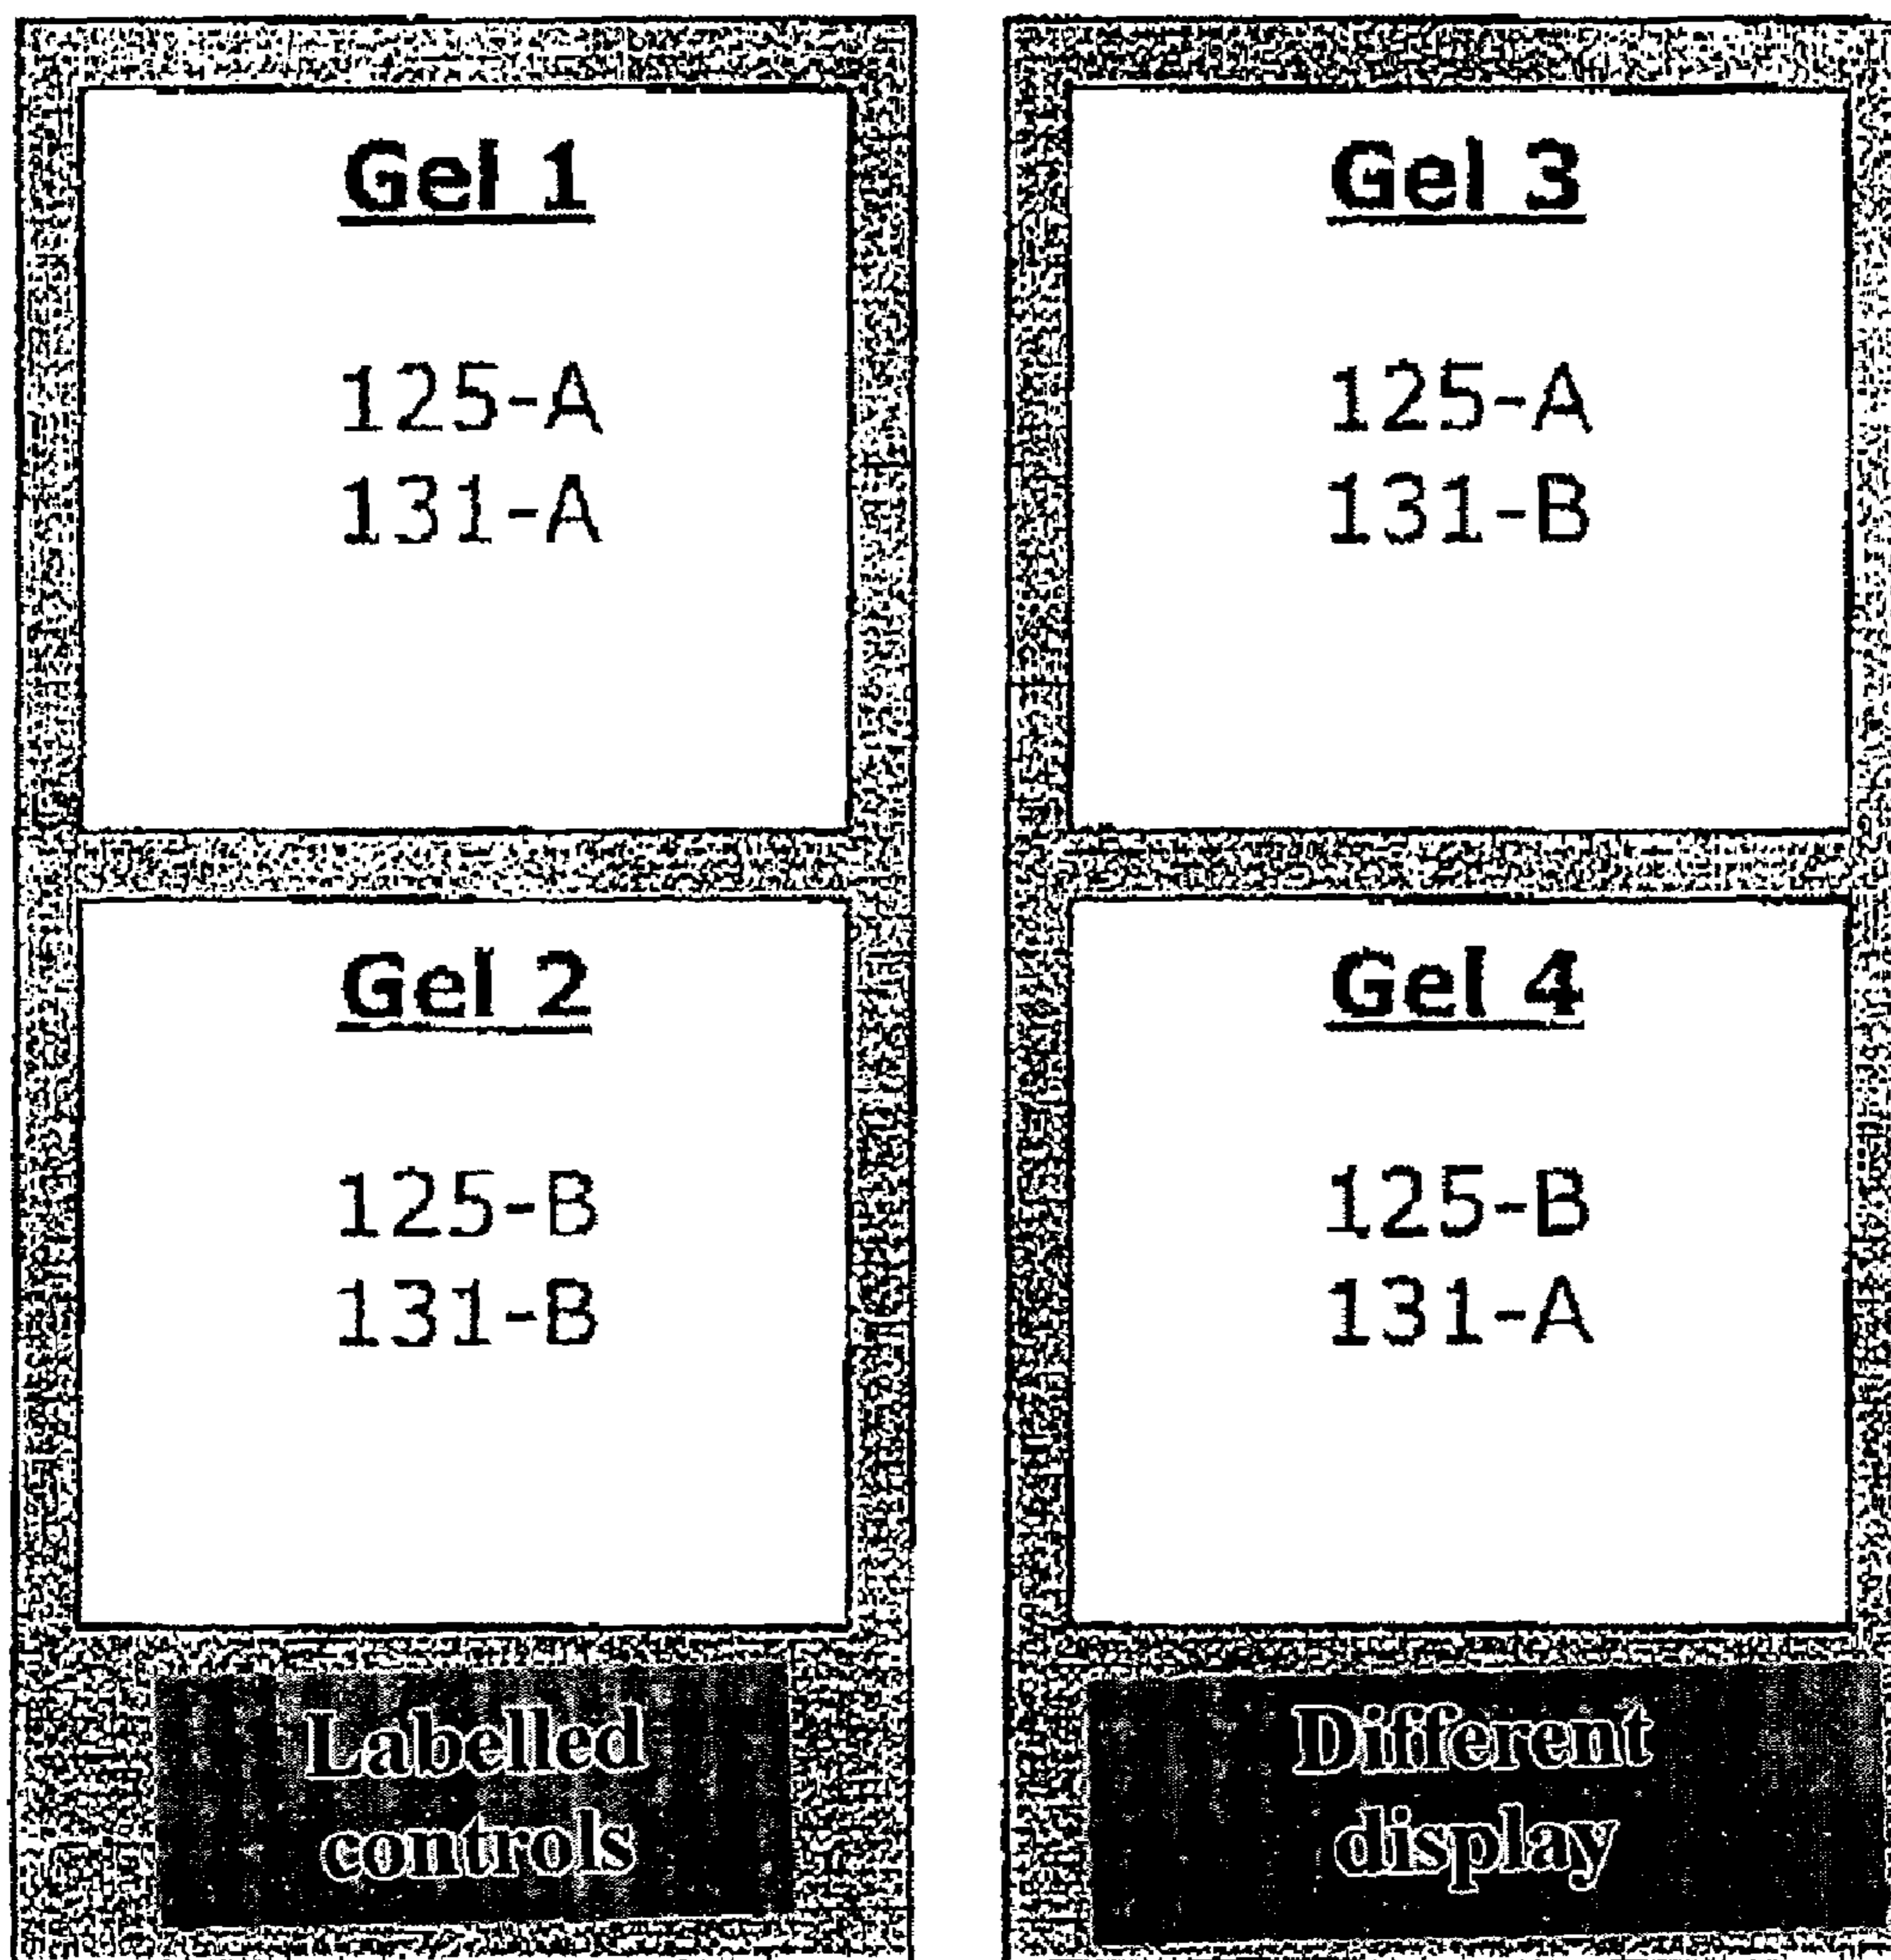 Gel 1
125-A
131-A
Gel 2
125-B
131-B
Labelled
controls
Gel 3
125-A
131-B
Gel 4
125-B
131-A
Different
display